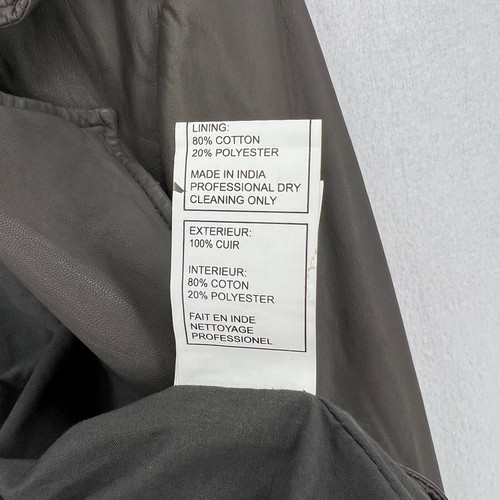 LINING:
80% COTTON
20% POLYESTER
MADE IN INDIA
PROFESSIONAL DRY
CLEANING ONLY
EXTERIEUR:
100% CUIR
INTERIEUR:
80% COTON
20% POLYESTER
FAIT EN INDE
NETTOYAGE
PROFESSIONEL